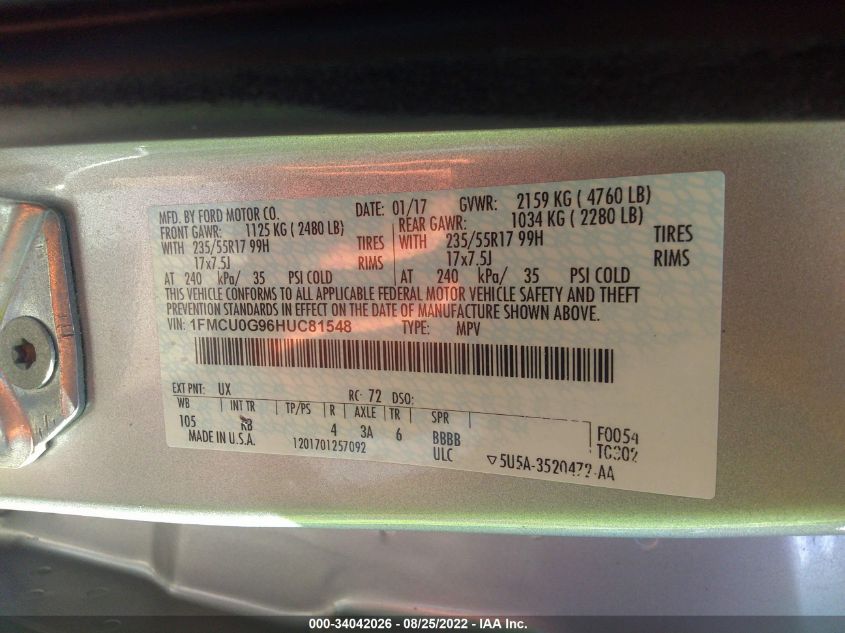 MFD. BY FORD MOTOR CO. DATE: 01/17 GVWR: 2159 KG ( 4760 LB)
FRONT GAWR: 1125 KG ( 2480 LB) REAR GAWR: 1034 KG ( 2280 LB)
WITH 235/55R17 99H TIRES WITH 235/55R17 99H TIRES
17x7.5J RIMS 17x7.5J RIMS
AT 240 kPa/ 35 PSI COLD AT 240 kPa/ 35 PSI COLD
THIS VEHICLE CONFORMS TO ALL APPLICABLE FEDERAL MOTOR VEHICLE SAFETY AND THEFT
PREVENTION STANDARDS IN EFFECT ON THE DATE OF MANUFACTURE SHOWN ABOVE.
VIN: 1FMCU0G96HUC81548 TYPE: MPV
EXT PNT: UX RC: 72 DSO:
WB INT TR TP/PS R AXLE TR SPR
105 KB 4 3A 6 BBBB F0054
MADE IN U.S.A. 1201701257092 ULC
▽5U5A-3520472-AA
000-34042026 - 08/25/2022 - IAA Inc.